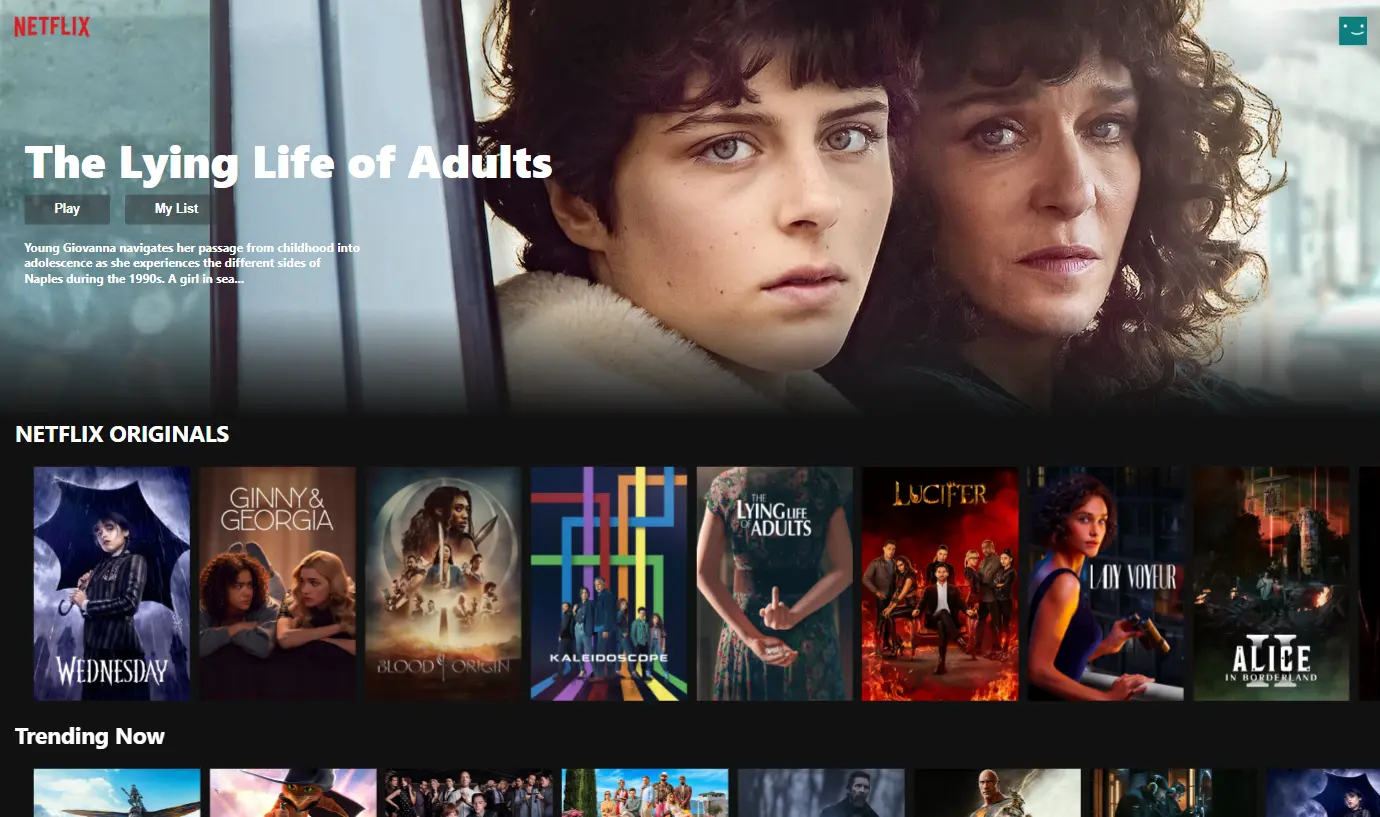 NETFLIX
The Lying Life of Adults
Play
My List
Young Giovanna navigates her passage from childhood into
adolescence as she experiences the different sides of
Naples during the 1990s. A girl in sea...
NETFLIX ORIGINALS
WEDNESDAY
GINNY &
GEORGIA
BLOOD ORIGIN
KALEIDOSCOPE
THE
LYING LIFE
OF ADULTS
LUCIFER
LADY VOYEUR
II
ALICE
IN BORDERLAND
Trending Now